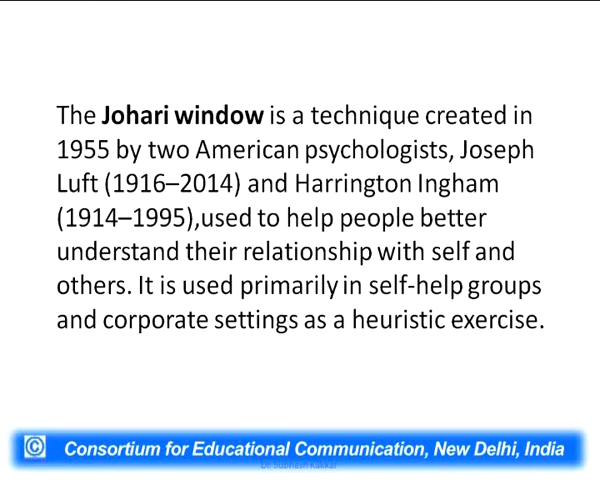 The Johari window is a technique created in
1955 by two American psychologists, Joseph
Luft (1916–2014) and Harrington Ingham
(1914–1995),used to help people better
understand their relationship with self and
others. It is used primarily in self-help groups
and corporate settings as a heuristic exercise.
© Consortium for Educational Communication, New Delhi, India
Dr. Subhash Kakkar